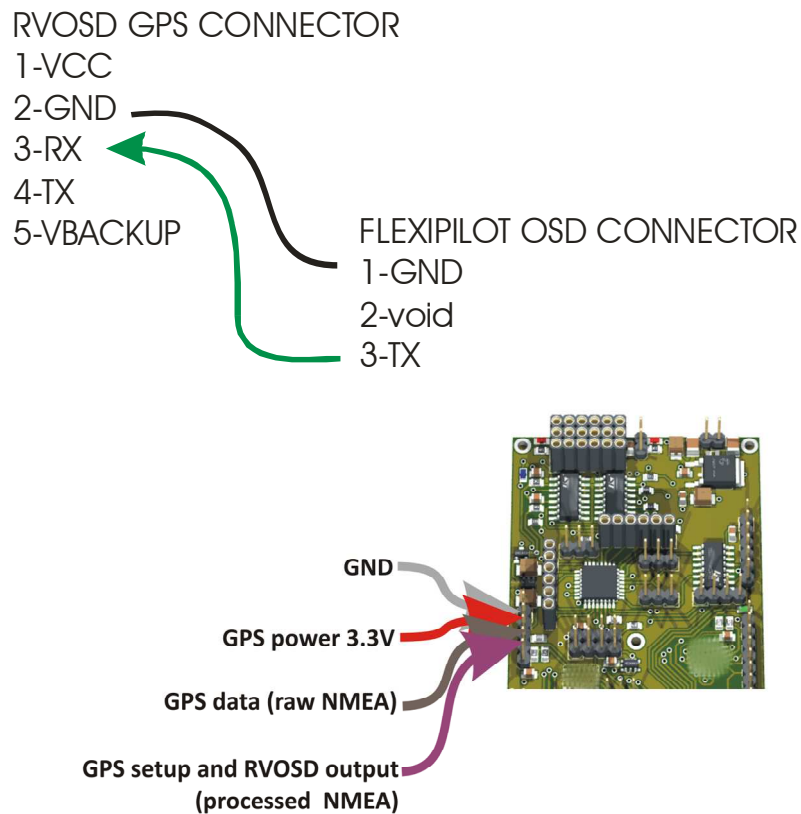 RVOSD GPS CONNECTOR
1-VCC
2-GND
3-RX
4-TX
5-VBACKUP
FLEXIPILOT OSD CONNECTOR
1-GND
2-void
3-TX
GND
GPS power 3.3V
GPS data (raw NMEA)
GPS setup and RVOSD output
(processed NMEA)